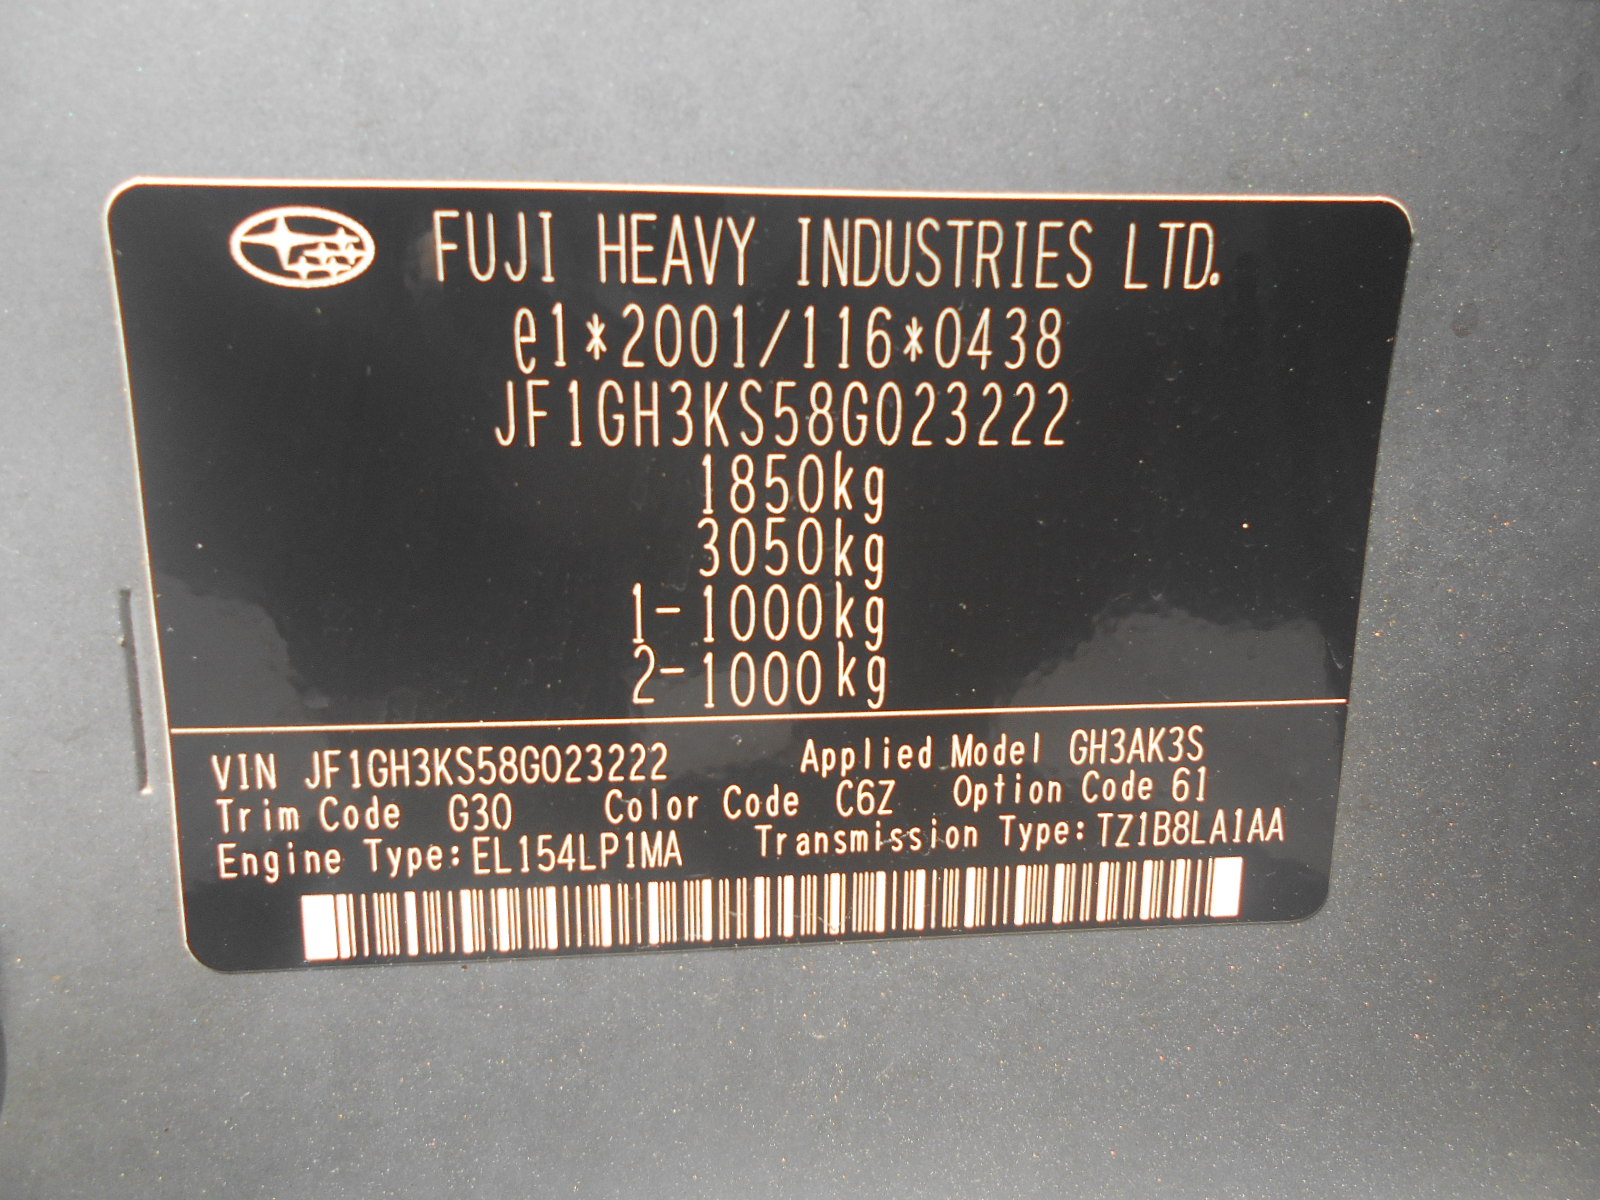 FUJI HEAVY INDUSTRIES LTD.
e1*2001/116*0438
JF1GH3KS58G023222
1850kg
3050kg
1-1000kg
2-1000kg
VIN JF1GH3KS58G023222 Applied Model GH3AK3S
Trim Code G30 Color Code C6Z Option Code 61
Engine Type:EL154LP1MA Transmission Type:TZ1B8LA1AA